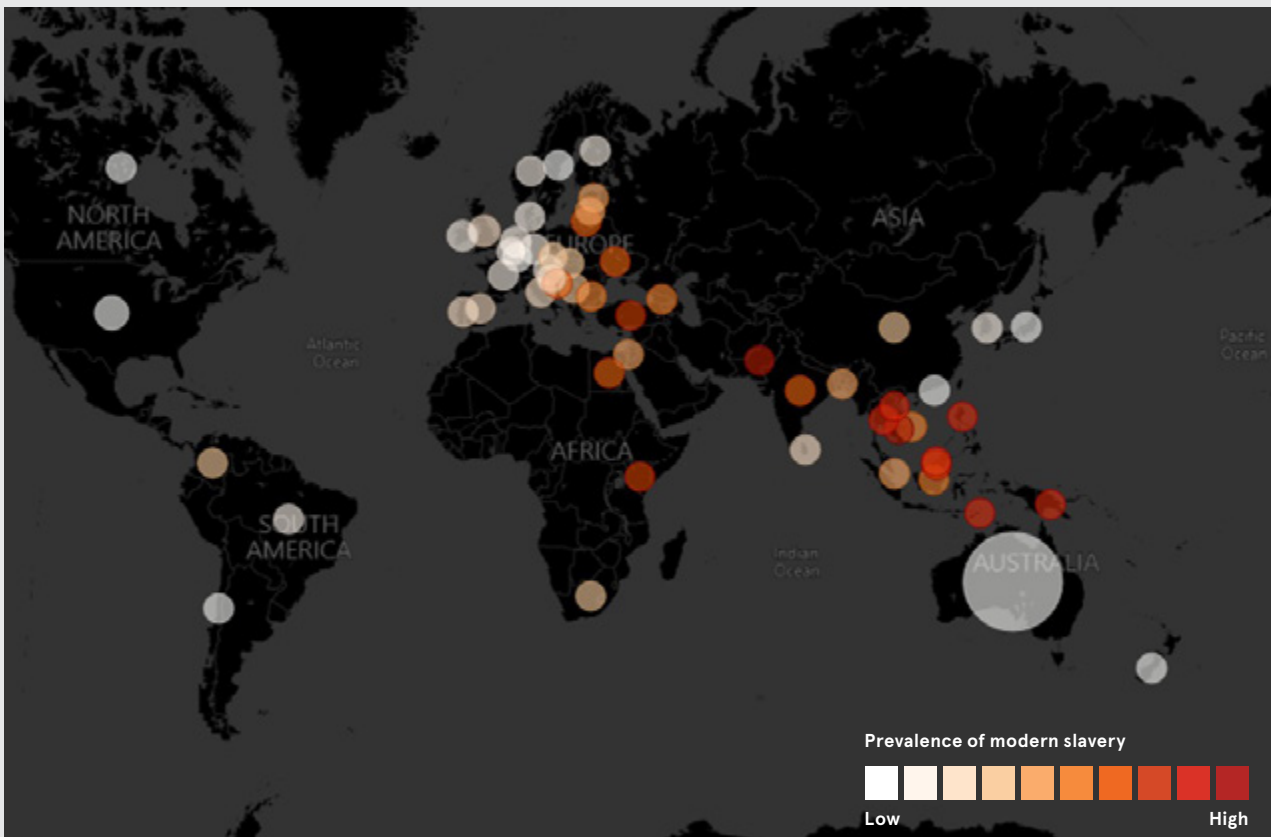 NORTH
AMERICA
EUROPE
ASIA
Atlantic
Ocean
Pacific
Ocean
AFRICA
SOUTH
AMERICA
Indian
Ocean
AUSTRALIA
Prevalence of modern slavery
Low High